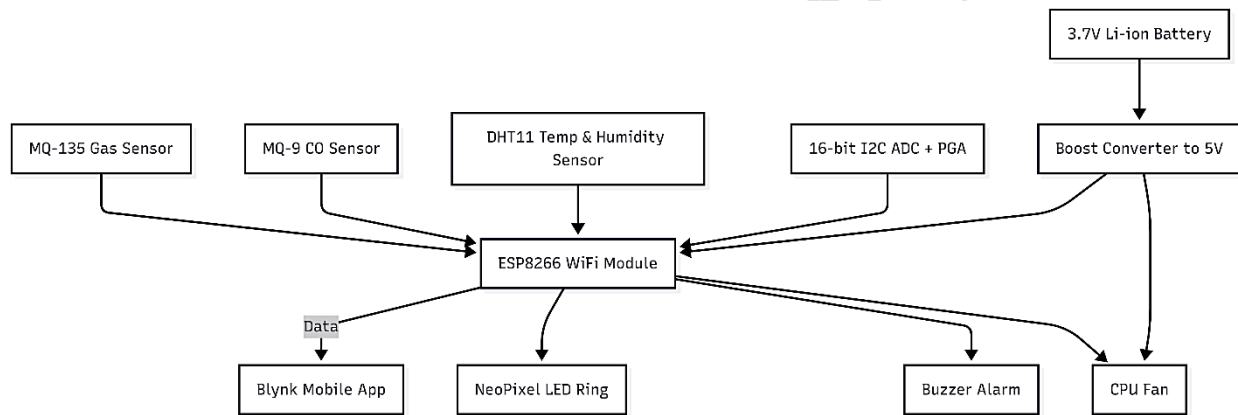 3.7V Li-ion Battery
MQ-135 Gas Sensor
MQ-9 CO Sensor
DHT11 Temp & Humidity
Sensor
16-bit I2C ADC + PGA
Boost Converter to 5V
ESP8266 WiFi Module
Data
Blynk Mobile App
NeoPixel LED Ring
Buzzer Alarm
CPU Fan